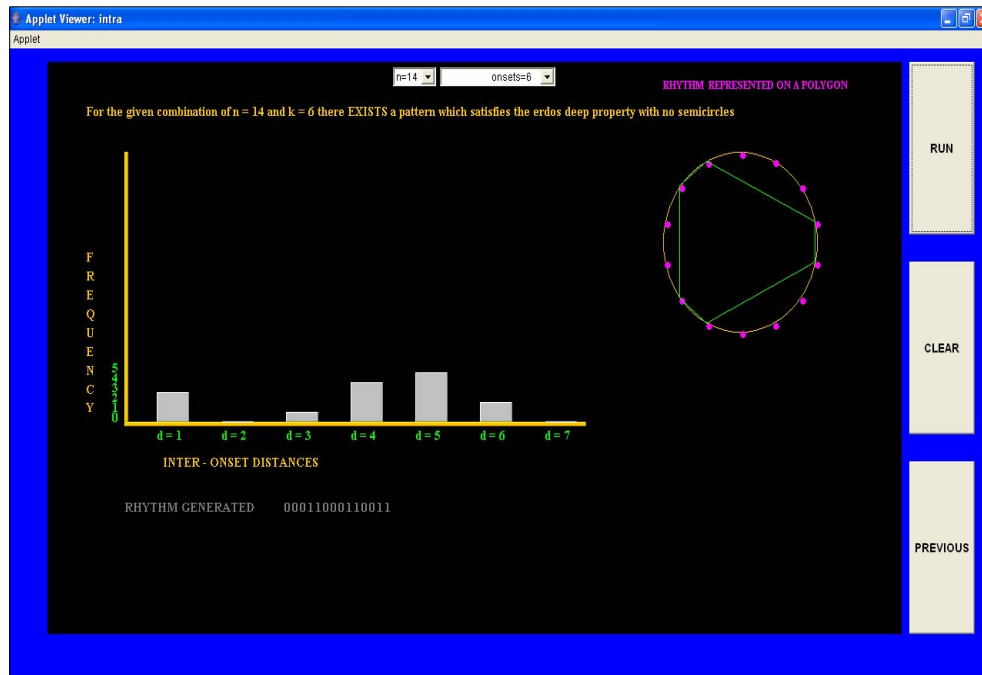 Applet Viewer: intra
Applet
n=14 onsets=6
RHYTHM REPRESENTED ON A POLYGON
For the given combination of n = 14 and k = 6 there EXISTS a pattern which satisfies the erdos deep property with no semicircles
RUN
F
R
E
Q
U
E
N
C
Y
5
4
3
2
1
0
d = 1 d = 2 d = 3 d = 4 d = 5 d = 6 d = 7
INTER - ONSET DISTANCES
CLEAR
RHYTHM GENERATED 00011000110011
PREVIOUS